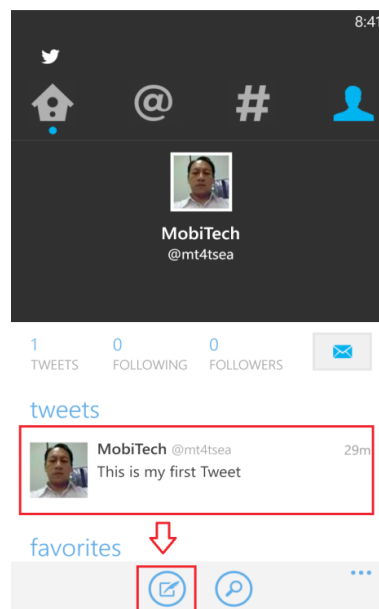 8:41
@ #
MobiTech
@mt4tsea
1 0 0
TWEETS FOLLOWING FOLLOWERS
tweets
MobiTech @mt4tsea 29m
This is my first Tweet
favorites